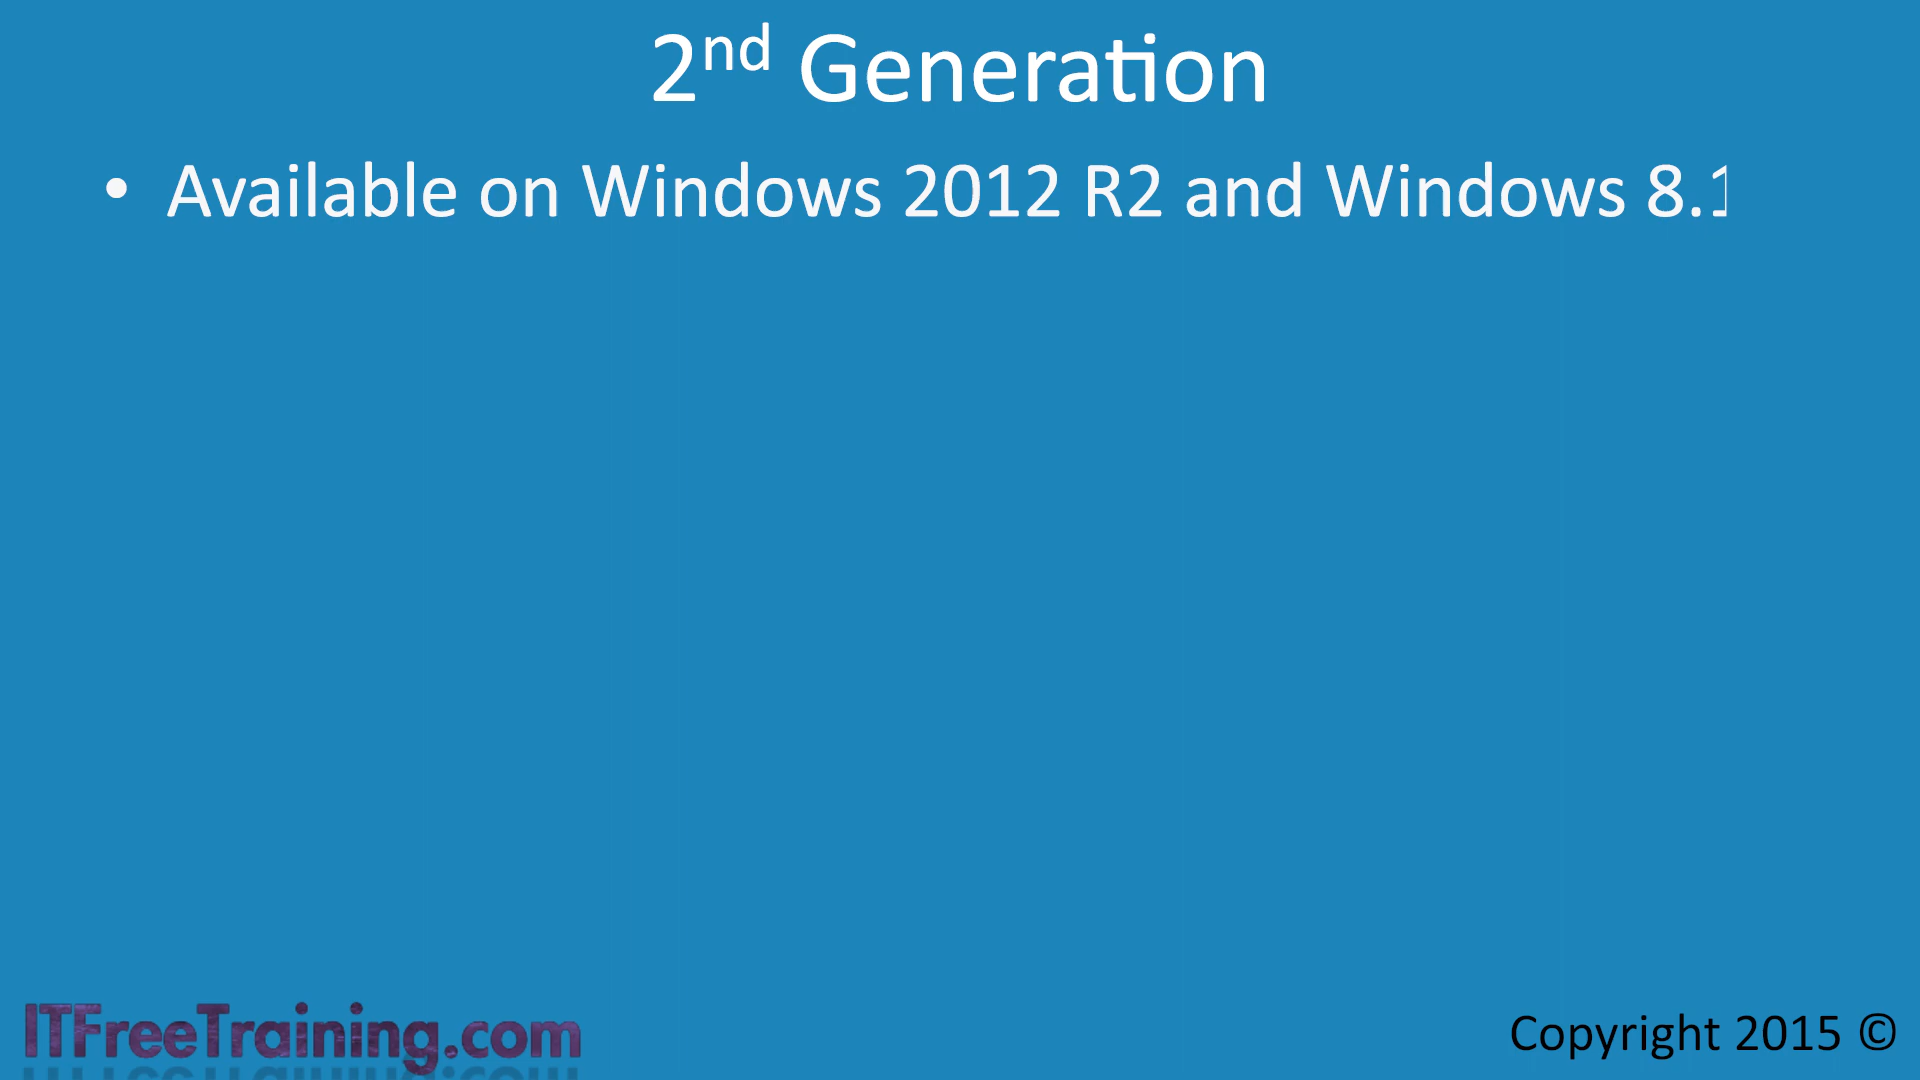 2nd Generation
• Available on Windows 2012 R2 and Windows 8.1
ITFreeTraining.com
Copyright 2015 ©